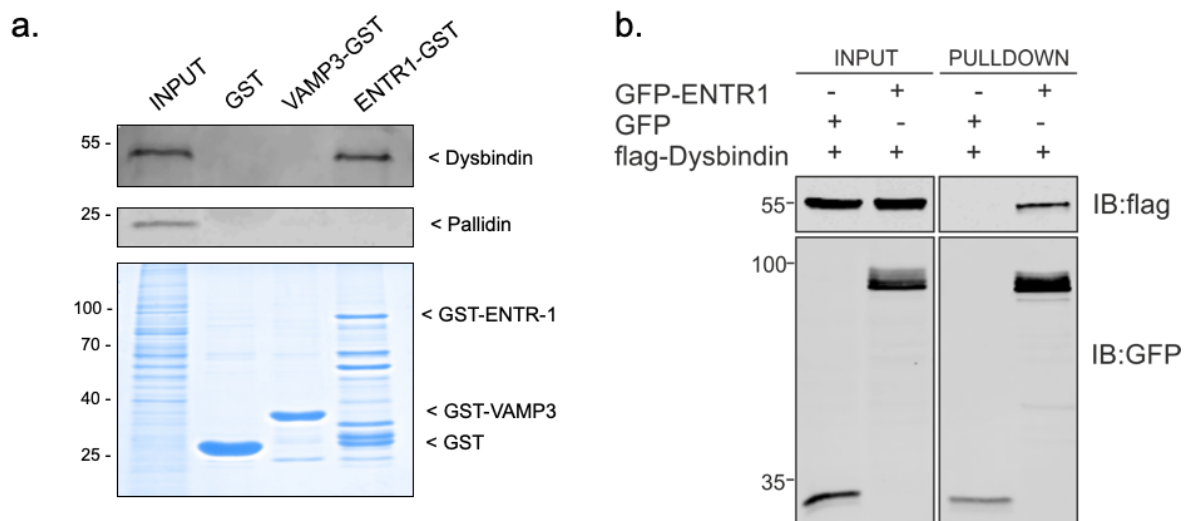 a.
INPUT
GST
VAMP3-GST
ENTR1-GST
55 -
< Dysbindin
25 -
< Pallidin
100 -
< GST-ENTR-1
70 -
40 -
< GST-VAMP3
< GST
25 -
b.
INPUT PULLDOWN
GFP-ENTR1 - + - +
GFP + - + -
flag-Dysbindin + + + +
55-
IB:flag
100-
IB:GFP
35-